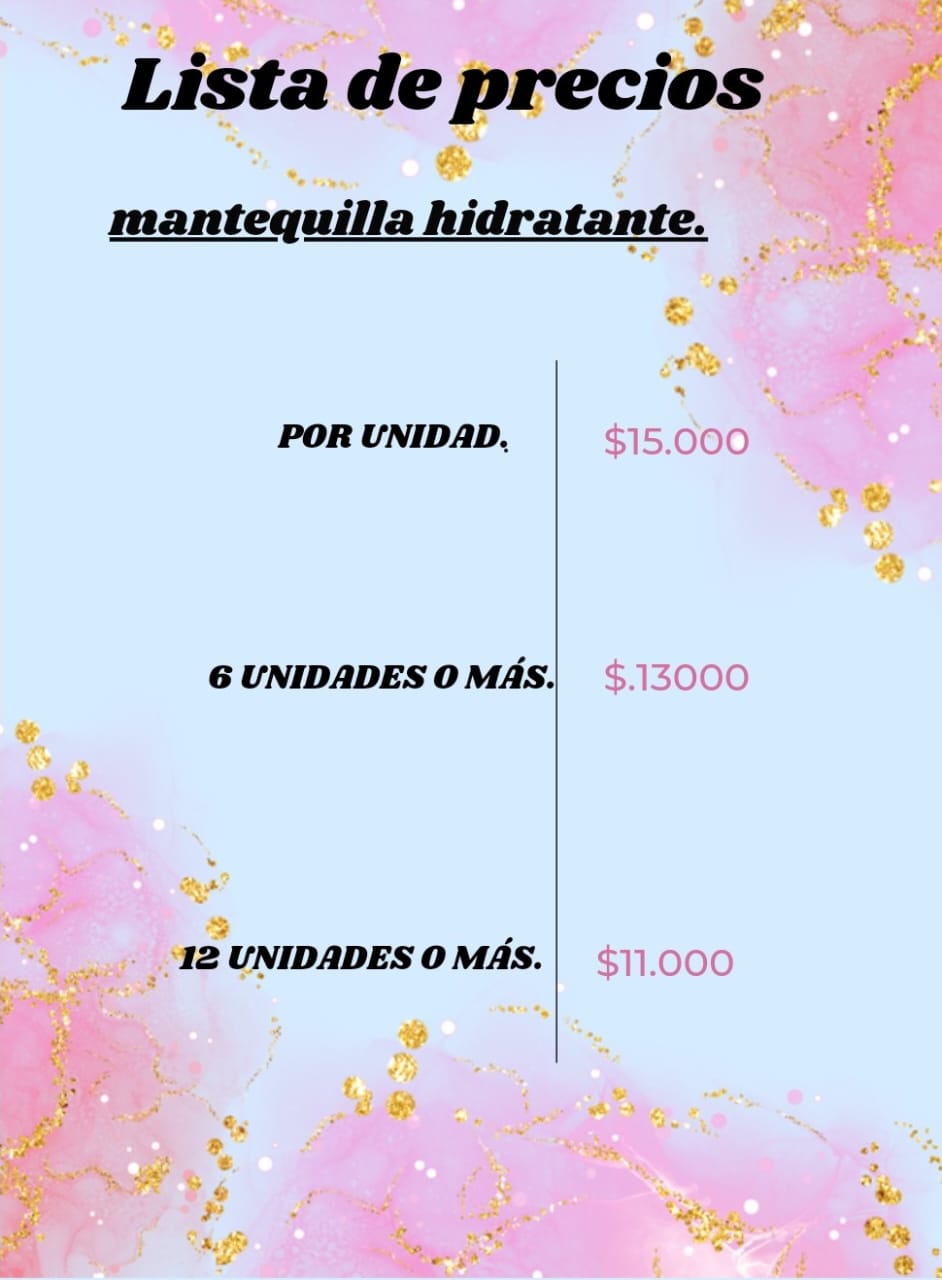 Lista de precios
mantequilla hidratante.
POR UNIDAD. $15.000
6 UNIDADES O MÁS. $.13000
12 UNIDADES O MÁS. $11.000